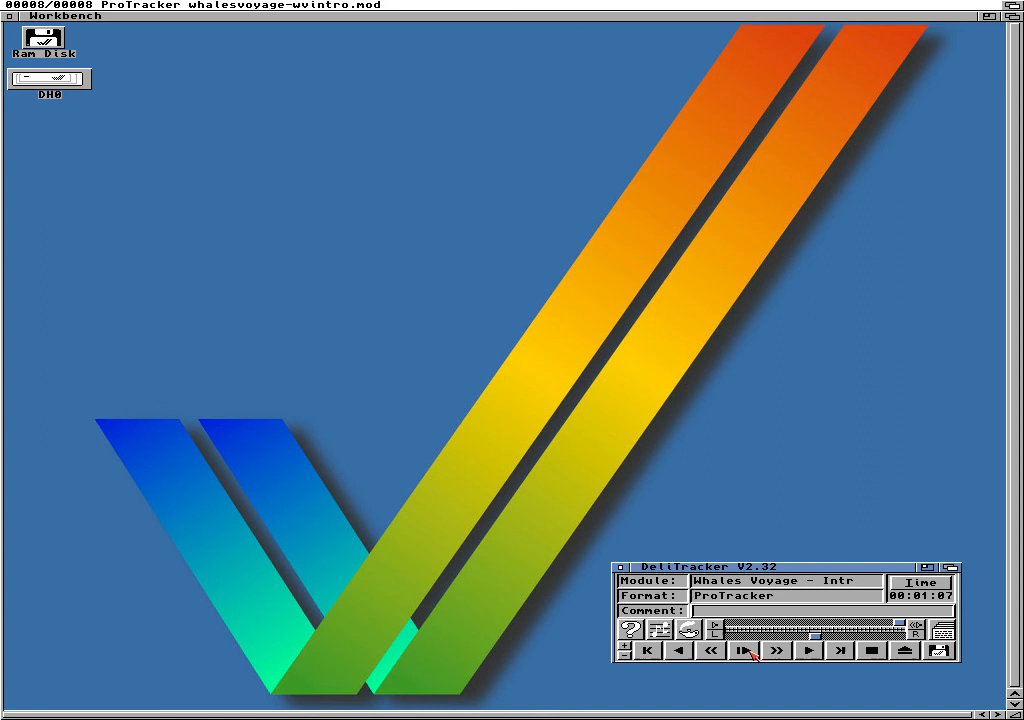 00008/00008 ProTracker whalesvoyage-wvintro.mod
Workbench
Ram Disk
DH0
DeliTracker V2.32
Module: Whales Voyage - Intr
Time
Format: ProTracker
00:01:07
Comment:
L
R